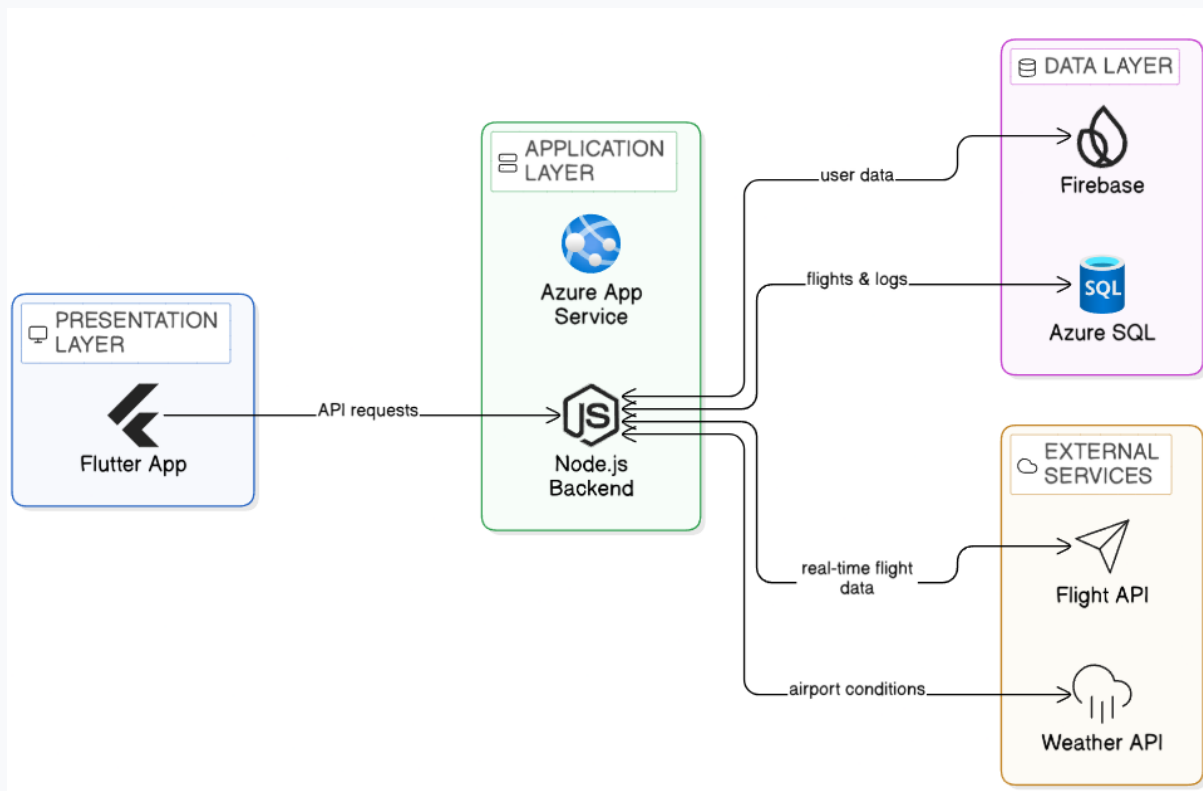 PRESENTATION
LAYER
Flutter App
API requests
APPLICATION
LAYER
Azure App
Service
JS
Node.js
Backend
user data
flights & logs
real-time flight
data
airport conditions
DATA LAYER
Firebase
SQL
Azure SQL
EXTERNAL
SERVICES
Flight API
Weather API